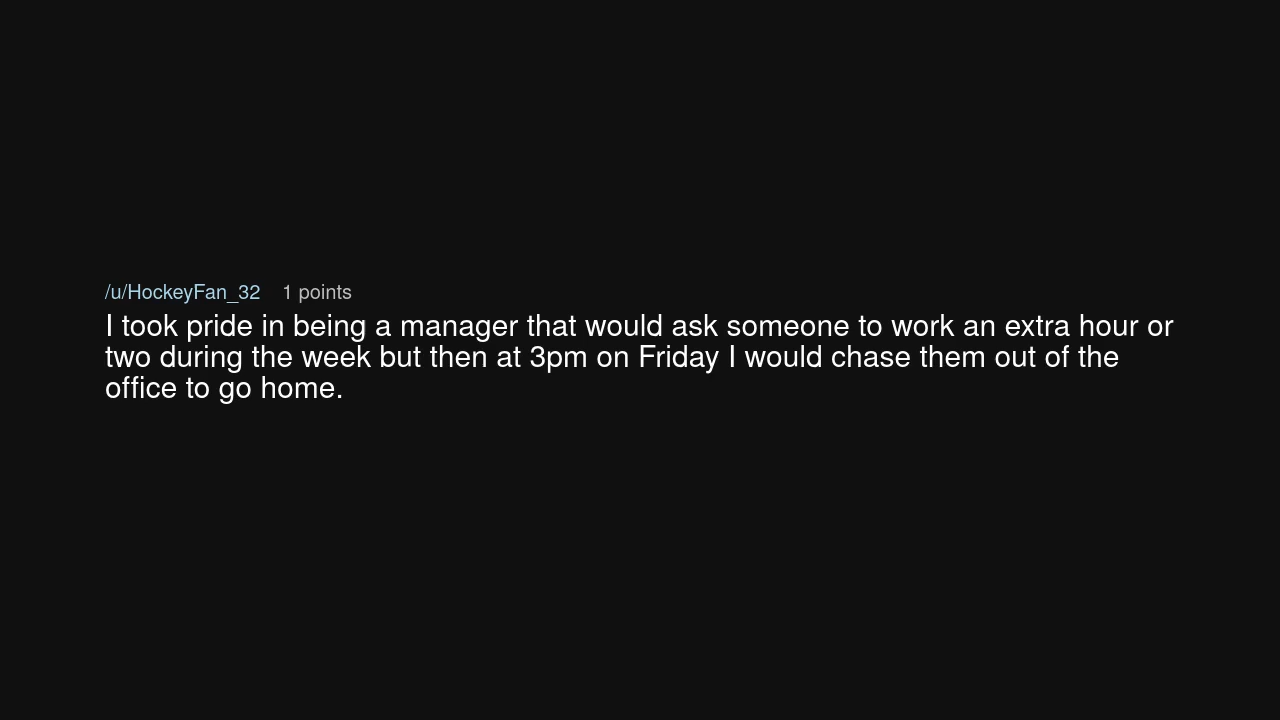 /u/HockeyFan_32 1 points
I took pride in being a manager that would ask someone to work an extra hour or
two during the week but then at 3pm on Friday I would chase them out of the
office to go home.